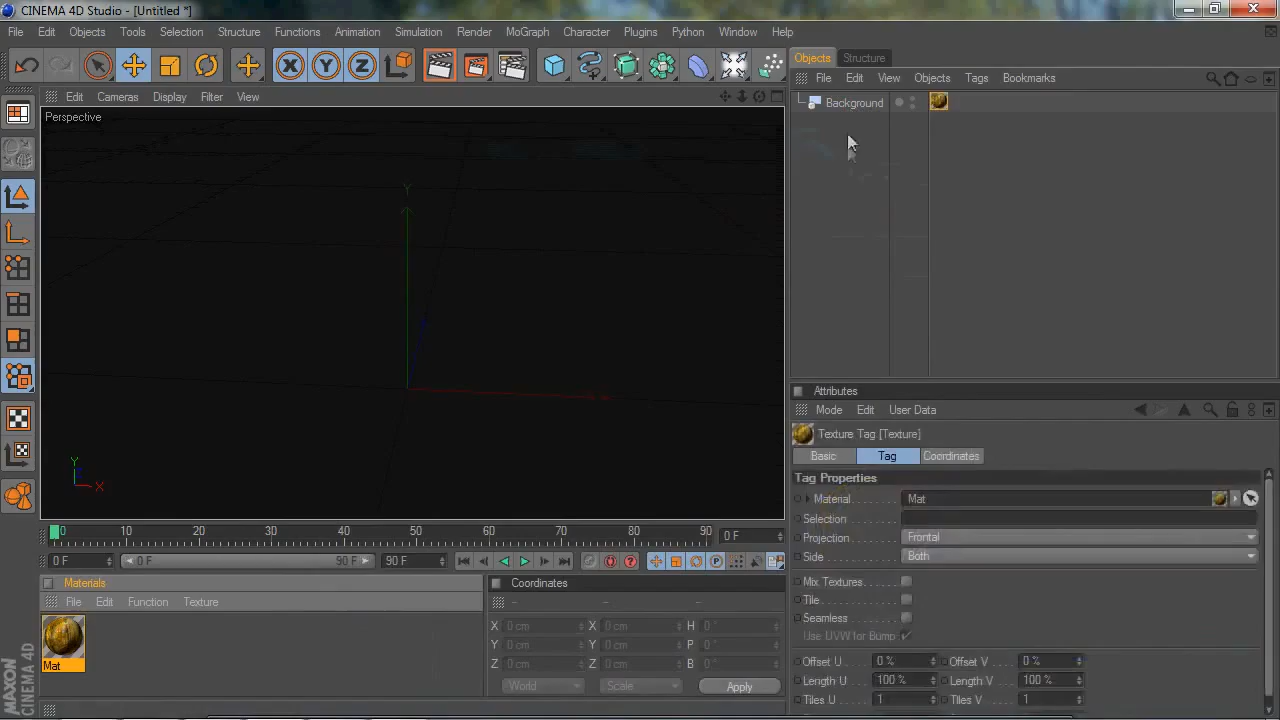 CINEMA 4D Studio - [Untitled *]
File Edit Objects Tools Selection Structure Functions Animation Simulation Render MoGraph Character Plugins Python Window Help
Objects Structure
File Edit View Objects Tags Bookmarks
Edit Cameras Display Filter View
Background
Perspective
Y
Y
X
Attributes
Mode Edit User Data
Texture Tag [Texture]
Basic Tag Coordinates
Tag Properties
Material Mat
Selection
Projection Frontal
Side Both
Mix Textures
Tile
Seamless
Use UVW for Bump
Offset U 0 % Offset V 0 %
Length U 100 % Length V 100 %
Tiles U 1 Tiles V 1
0 10 20 30 40 50 60 70 80 90 0 F
0 F 0 F 90 F 90 F
Materials
File Edit Function Texture
Mat
Coordinates
X 0 cm X 0 cm H 0 °
Y 0 cm Y 0 cm P 0 °
Z 0 cm Z 0 cm B 0 °
World Scale Apply
MAXON
CINEMA 4D